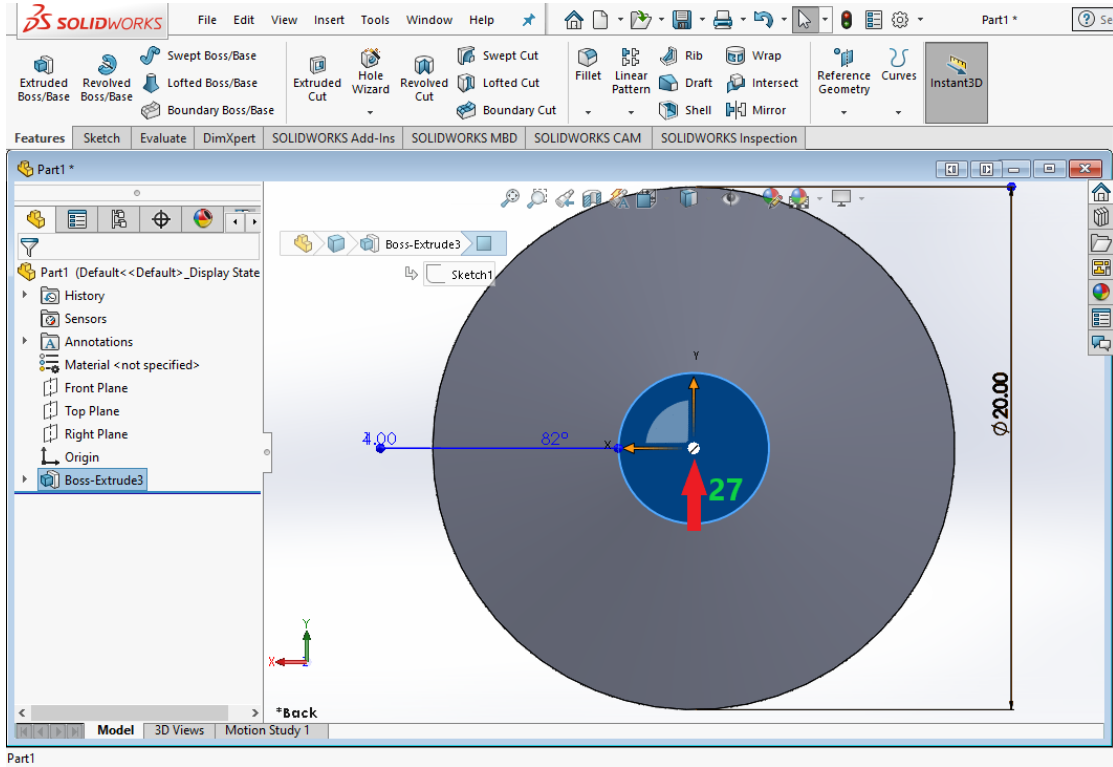 SOLIDWORKS File Edit View Insert Tools Window Help Part1 * ? Se
Extruded Boss/Base
Revolved Boss/Base
Swept Boss/Base
Lofted Boss/Base
Boundary Boss/Base
Extruded Cut
Hole Wizard
Revolved Cut
Swept Cut
Lofted Cut
Boundary Cut
Fillet
Linear Pattern
Rib
Draft
Shell
Wrap
Intersect
Mirror
Reference Geometry
Curves
Instant3D
Features Sketch Evaluate DimXpert SOLIDWORKS Add-Ins SOLIDWORKS MBD SOLIDWORKS CAM SOLIDWORKS Inspection
Part1 *
Part1 (Default<<Default>_Display State
History
Sensors
Annotations
Material <not specified>
Front Plane
Top Plane
Right Plane
Origin
Boss-Extrude3
Boss-Extrude3
Sketch1
Y
82°
X
27
Ø20.00
Y
X
Z
*Back
Model 3D Views Motion Study 1
Part1